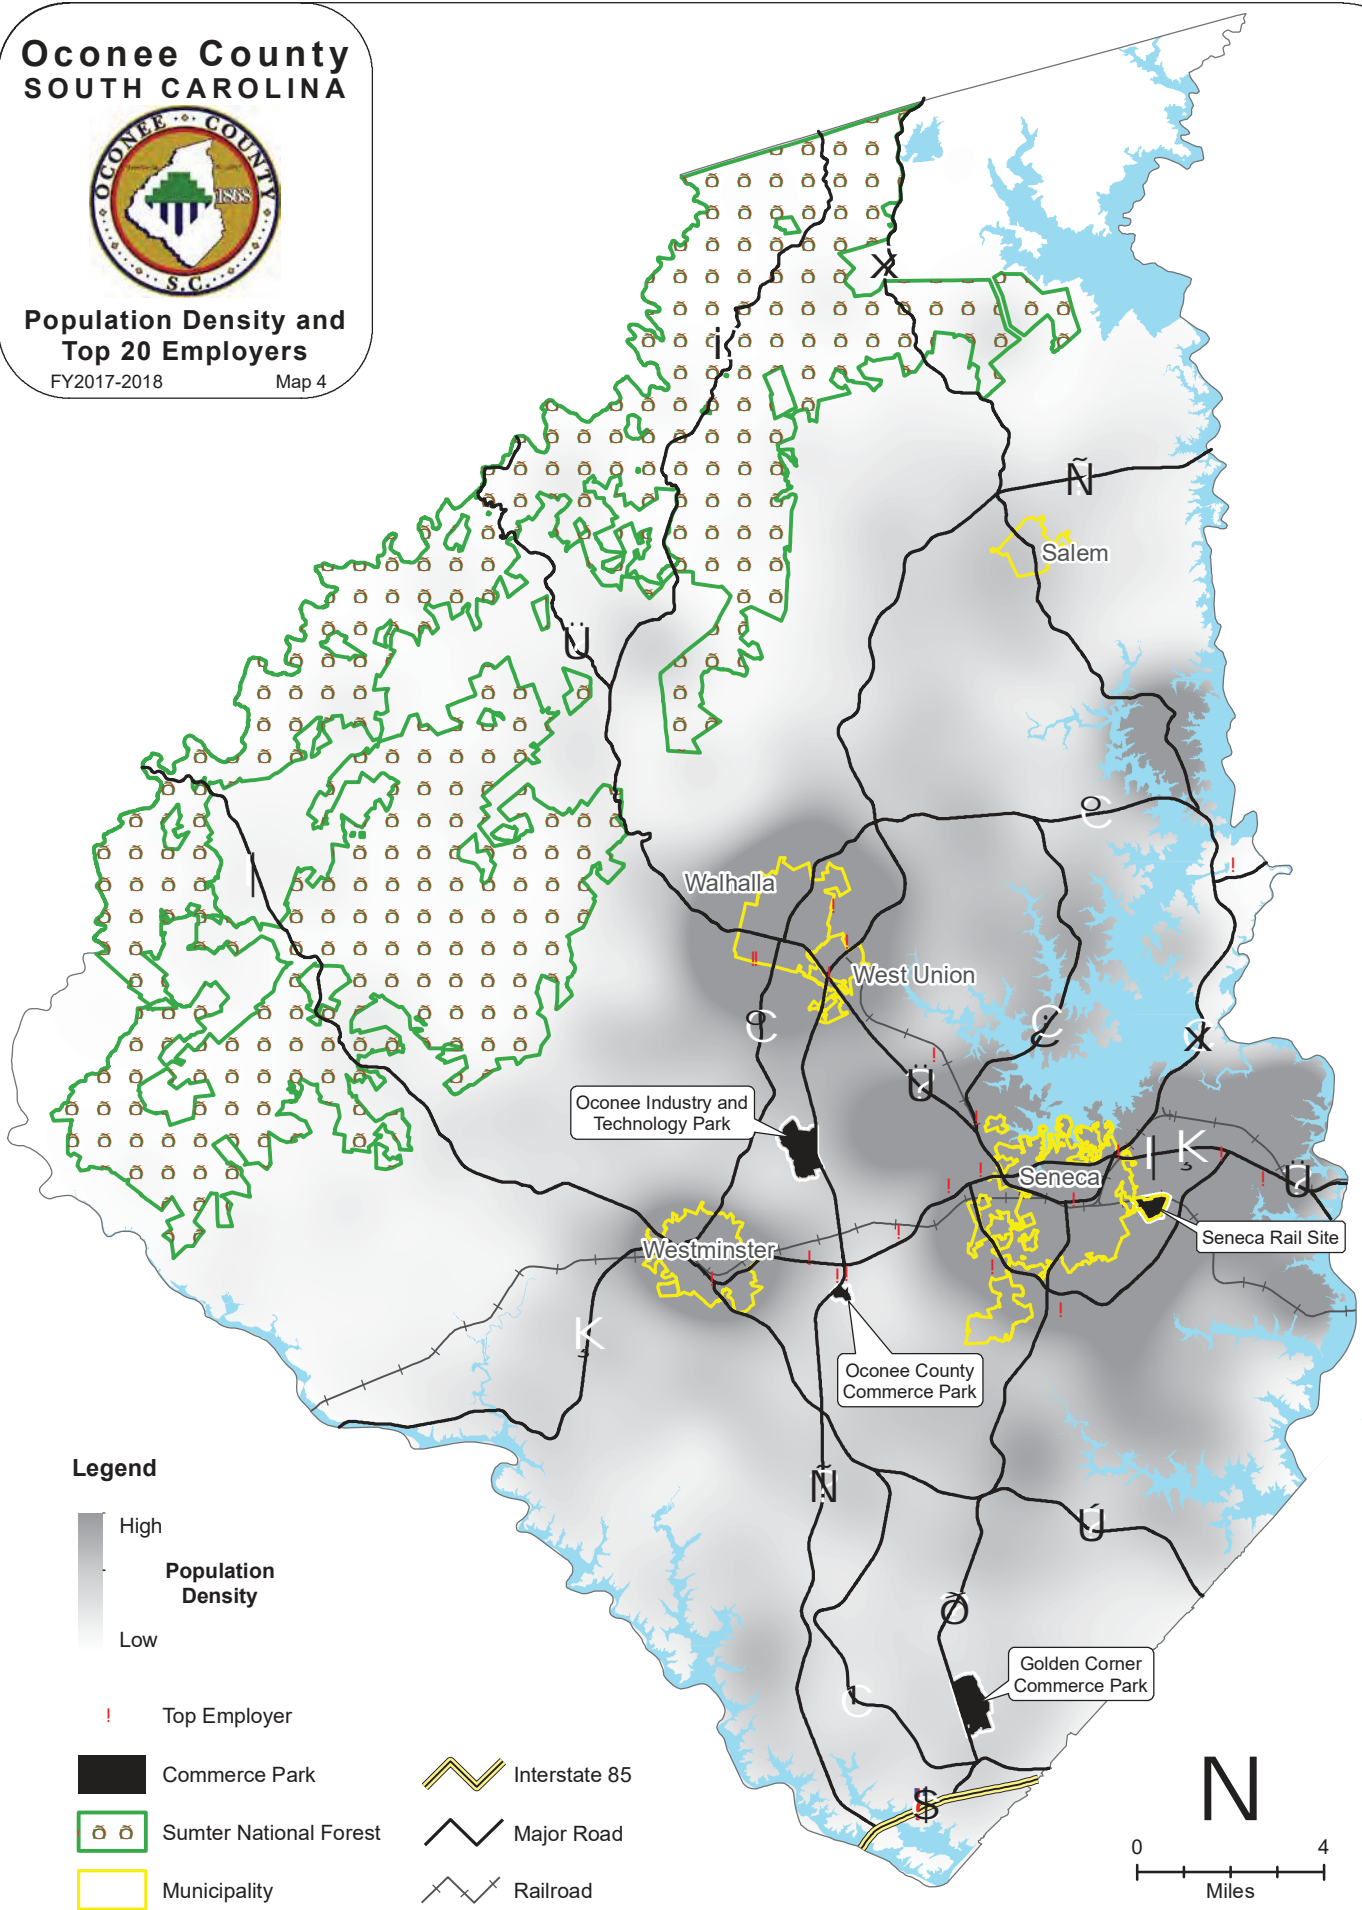 Oconee County
SOUTH CAROLINA
OCONEE COUNTY
1868
S.C.
Population Density and
Top 20 Employers
FY2017-2018 Map 4
Salem
Walhalla
West Union
Oconee Industry and
Technology Park
Seneca
Seneca Rail Site
Westminster
Oconee County
Commerce Park
Golden Corner
Commerce Park
Legend
High
Population
Density
Low
! Top Employer
Commerce Park
Interstate 85
Sumter National Forest
Major Road
Municipality
Railroad
N
0 4
Miles